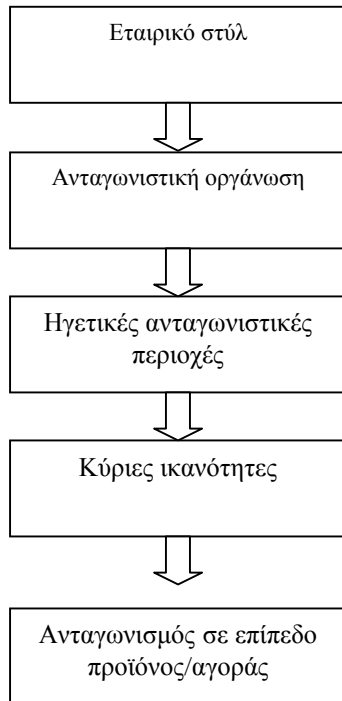 Εταιρικό στύλ
Ανταγωνιστική οργάνωση
Ηγετικές ανταγωνιστικές
περιοχές
Κύριες ικανότητες
Ανταγωνισμός σε επίπεδο
προϊόνος/αγοράς